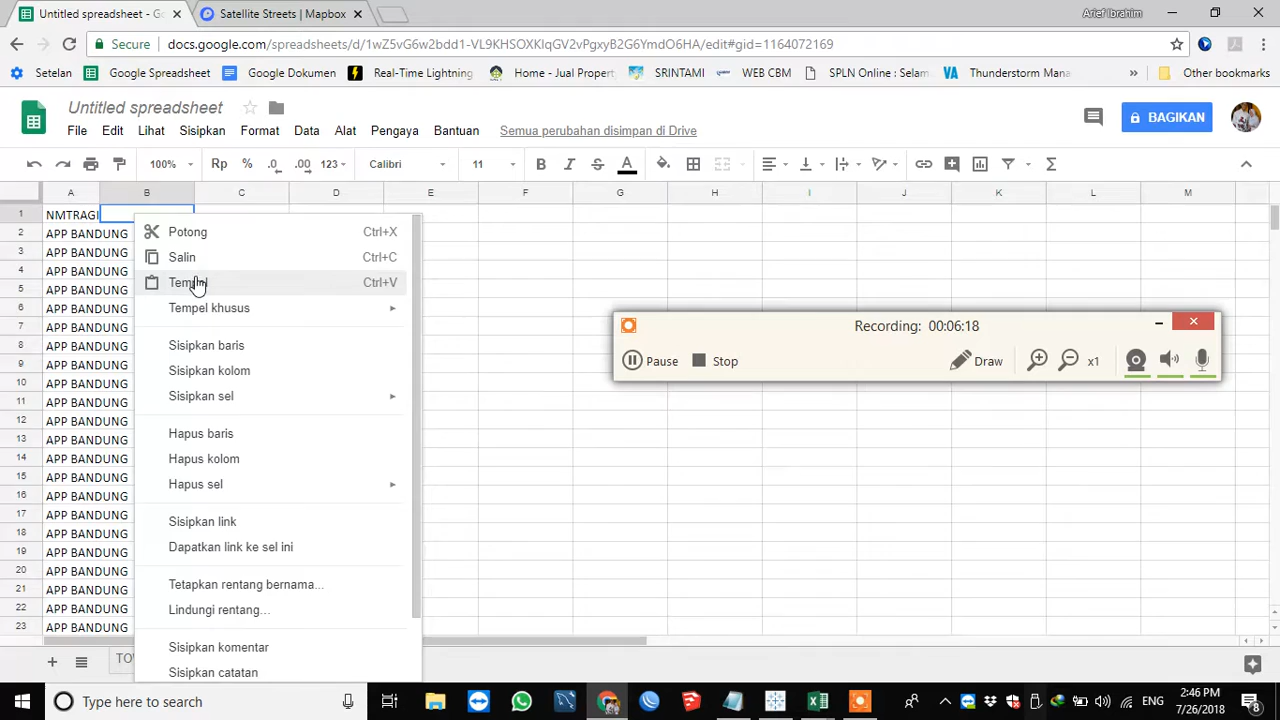 Untitled spreadsheet - Go
Satellite Streets | Mapbox
Arief Ibrahim
Secure
docs.google.com/spreadsheets/d/1wZ5vG6w2bdd1-VL9KHSOXKlqGV2vPgxyB2G6YmdO6HA/edit#gid=1164072169
Setelan
Google Spreadsheet
Google Dokumen
Real-Time Lightning
Home - Jual Propert
SRINTAMI
WEB CBM
SPLN Online : Selam
VA Thunderstorm Mana
»
Other bookmarks
Untitled spreadsheet
BAGIKAN
File Edit Lihat Sisipkan Format Data Alat Pengaya Bantuan
Semua perubahan disimpan di Drive
100% Rp % .0 .00 123 Calibri 11 B I S A Σ
A B C D E F G H I J K L M
1 NMTRAGI
2 APP BANDUNG
3 APP BANDUNG
4 APP BANDUNG
5 APP BANDUNG
6 APP BANDUNG
7 APP BANDUNG
8 APP BANDUNG
9 APP BANDUNG
10 APP BANDUNG
11 APP BANDUNG
12 APP BANDUNG
13 APP BANDUNG
14 APP BANDUNG
15 APP BANDUNG
16 APP BANDUNG
17 APP BANDUNG
18 APP BANDUNG
19 APP BANDUNG
20 APP BANDUNG
21 APP BANDUNG
22 APP BANDUNG
23 APP BANDUNG
Potong Ctrl+X
Salin Ctrl+C
Tempel Ctrl+V
Tempel khusus
Sisipkan baris
Sisipkan kolom
Sisipkan sel
Hapus baris
Hapus kolom
Hapus sel
Sisipkan link
Dapatkan link ke sel ini
Tetapkan rentang bernama...
Lindungi rentang...
Sisipkan komentar
Sisipkan catatan
Recording: 00:06:18
Pause Stop Draw x1
Type here to search
ENG
2:46 PM
7/26/2018
8